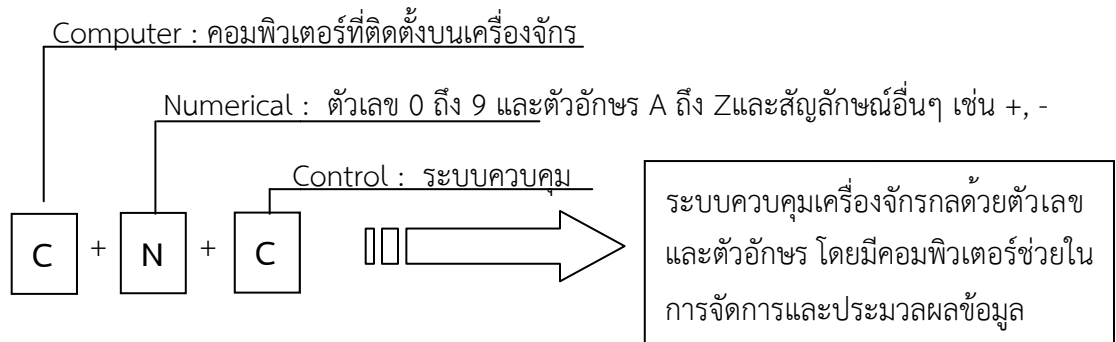 Computer : คอมพิวเตอร์ที่ติดตั้งบนเครื่องจักร
Numerical : ตัวเลข 0 ถึง 9 และตัวอักษร A ถึง Zและสัญลักษณ์อื่นๆ เช่น +, -
Control : ระบบควบคุม
C + N + C
ระบบควบคุมเครื่องจักรกลด้วยตัวเลข
และตัวอักษร โดยมีคอมพิวเตอร์ช่วยใน
การจัดการและประมวลผลข้อมูล